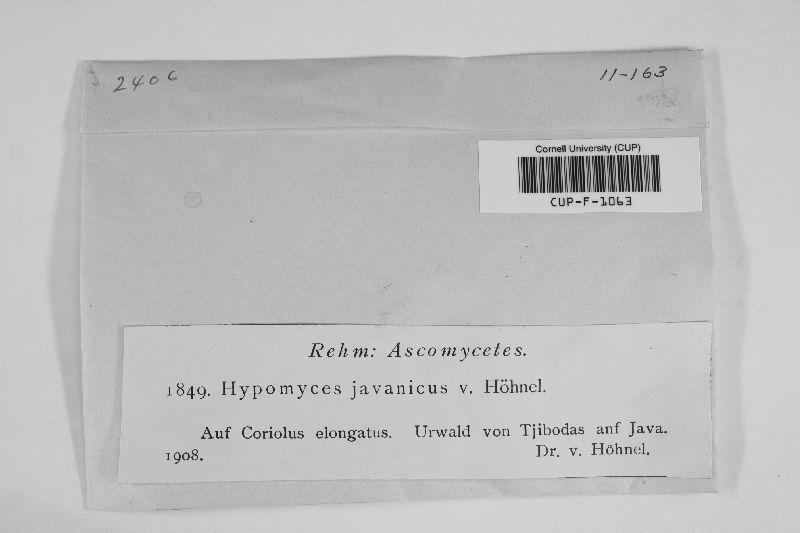 2406
11-163
Cornell University (CUP)
CUP-F-1063
Rehm: Ascomycetes.
1849. Hypomyces javanicus v. Höhnel.
Auf Coriolus elongatus. Urwald von Tjibodas anf Java.
1908. Dr. v. Höhnel.